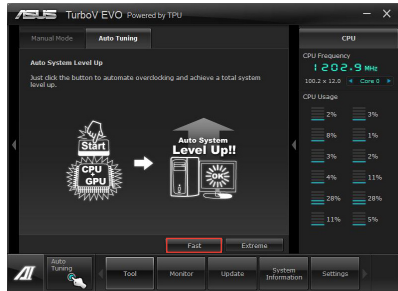 ASUS TurboV EVO Powered by TPU
Manual Mode
Auto Tuning
Auto System Level Up
Just click the button to automate overclocking and achieve a total system
level up.
Start
CPU
+
GPU
Auto System
Level Up!!
OK
Fast
Extreme
CPU
CPU Frequency
1202.9 MHz
100.2 x 12.0 Core 0
CPU Usage
2% 3%
8% 1%
3% 2%
4% 11%
28% 28%
11% 5%
Auto
Tuning
Tool
Monitor
Update
System
Information
Settings